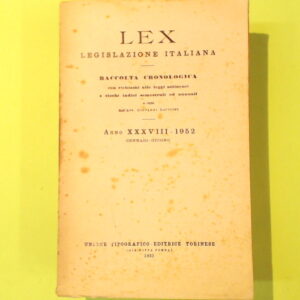 LEX
LEGISLAZIONE ITALIANA
RACCOLTA CRONOLOGICA
con richiami alle leggi attinenti
e ricchi indici semestrali ed annuali
ANNO XXXVIII - 1952
GENNAIO-GIUGNO
UNIONE TIPOGRAFICO-EDITRICE TORINESE
1952